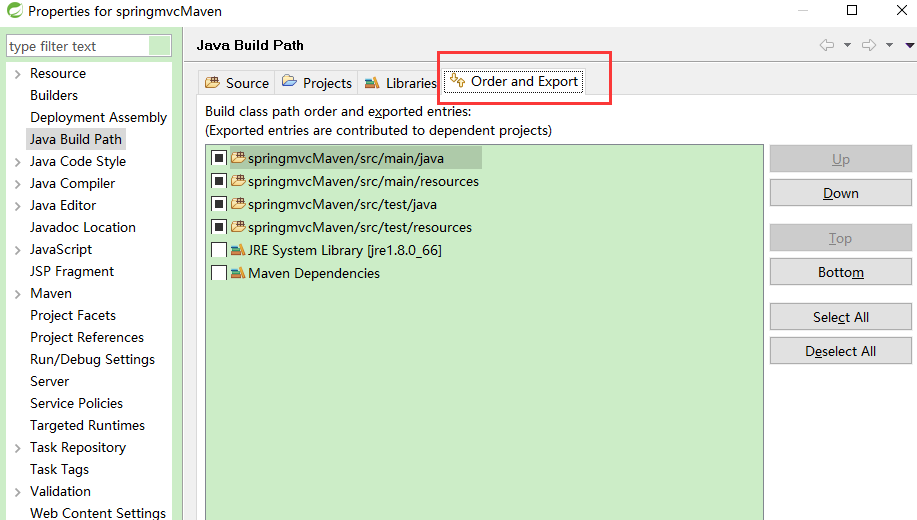 Properties for springmvcMaven
type filter text
Resource
Builders
Deployment Assembly
Java Build Path
Java Code Style
Java Compiler
Java Editor
Javadoc Location
JavaScript
JSP Fragment
Maven
Project Facets
Project References
Run/Debug Settings
Server
Service Policies
Targeted Runtimes
Task Repository
Task Tags
Validation
Web Content Settings
Java Build Path
Source Projects Libraries Order and Export
Build class path order and exported entries:
(Exported entries are contributed to dependent projects)
springmvcMaven/src/main/java
springmvcMaven/src/main/resources
springmvcMaven/src/test/java
springmvcMaven/src/test/resources
JRE System Library [jre1.8.0_66]
Maven Dependencies
Up
Down
Top
Bottom
Select All
Deselect All